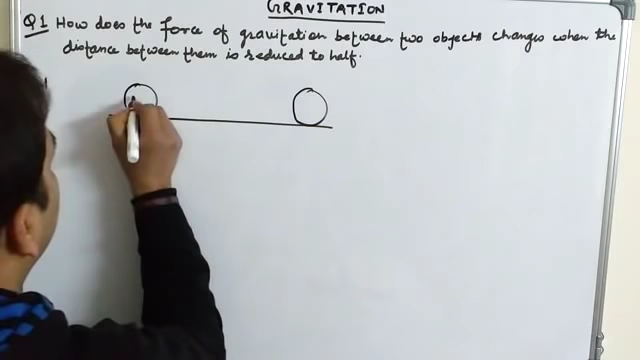 GRAVITATION
Q1 How does the force of gravitation between two objects changes when the
distance between them is reduced to half.